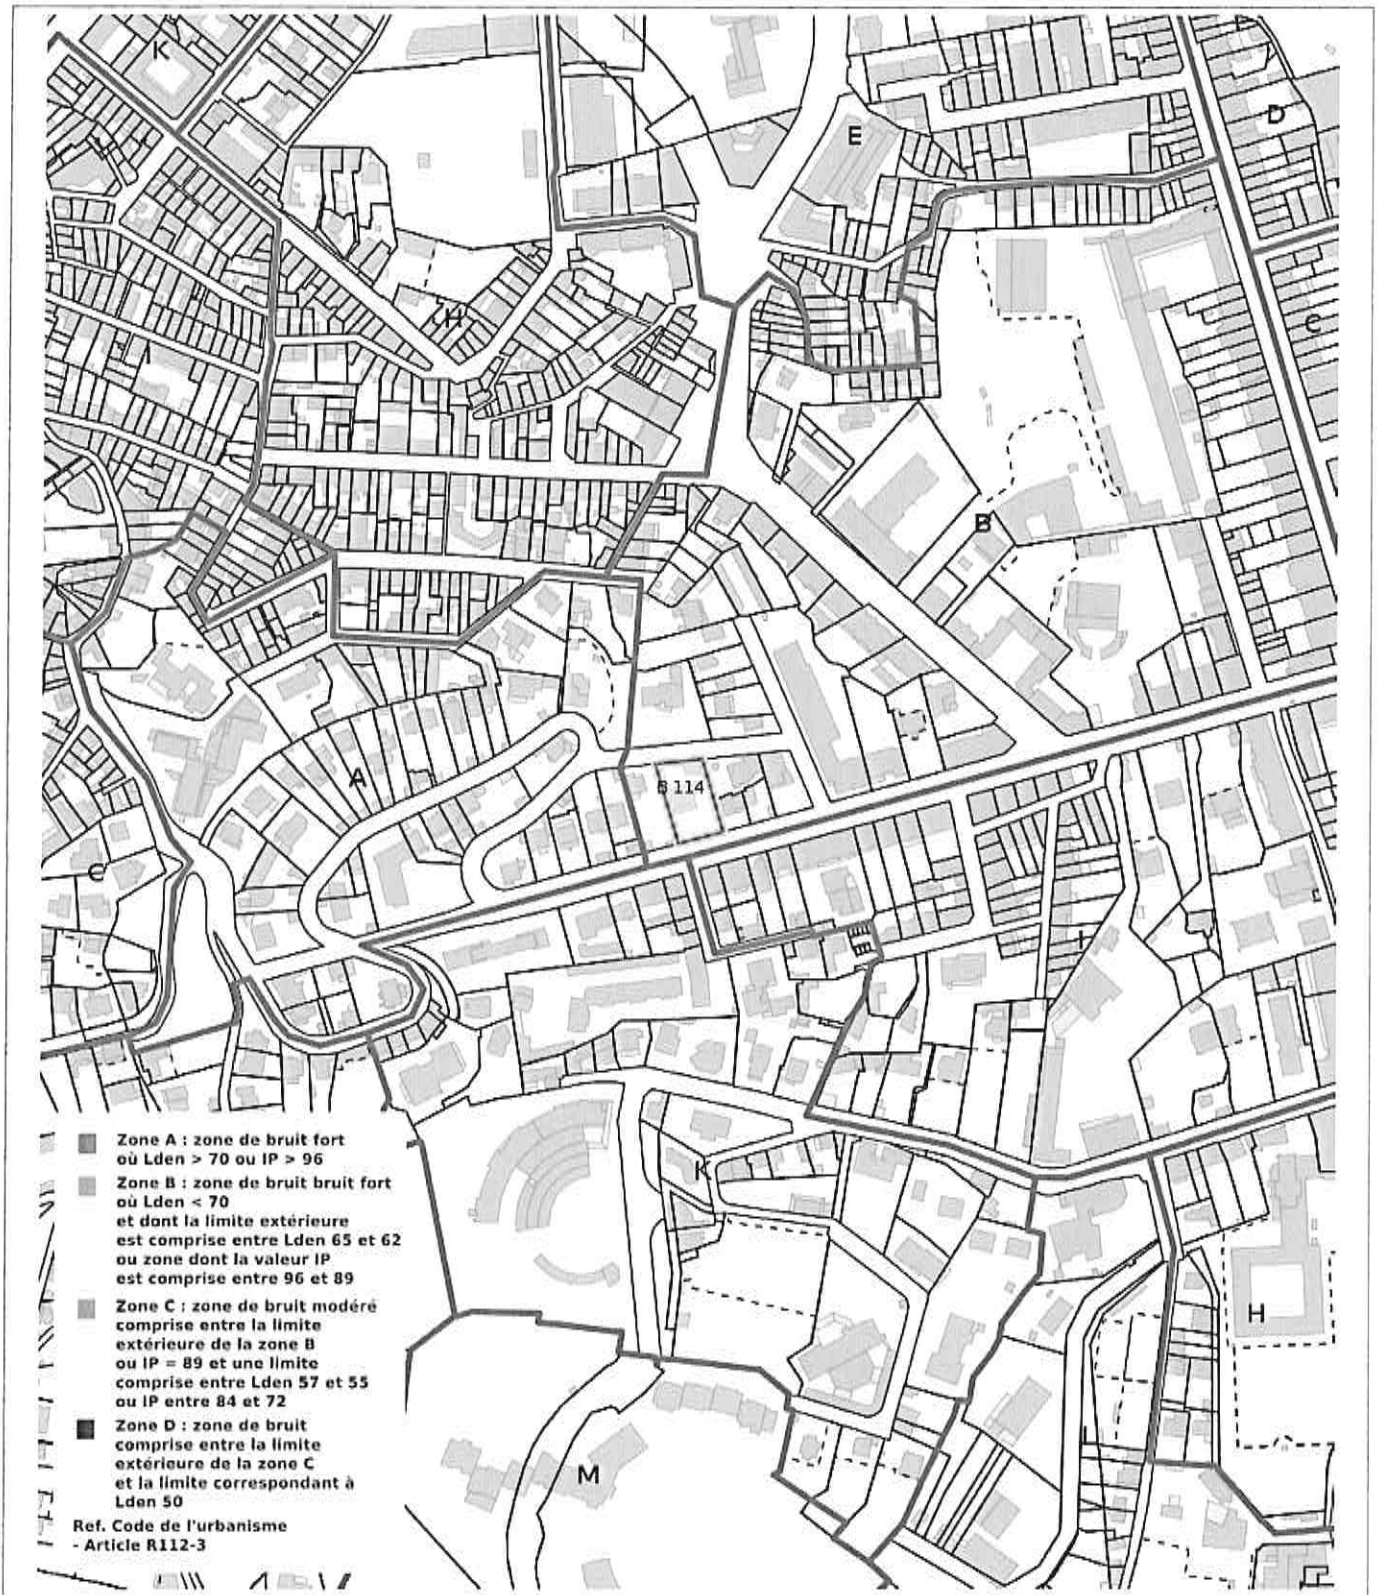 K
E
D
H
C
B
A
B 114
C
I
K
H
M
Zone A : zone de bruit fort
où Lden > 70 ou IP > 96
Zone B : zone de bruit bruit fort
où Lden < 70
et dont la limite extérieure
est comprise entre Lden 65 et 62
ou zone dont la valeur IP
est comprise entre 96 et 89
Zone C : zone de bruit modéré
comprise entre la limite
extérieure de la zone B
ou IP = 89 et une limite
comprise entre Lden 57 et 55
ou IP entre 84 et 72
Zone D : zone de bruit
comprise entre la limite
extérieure de la zone C
et la limite correspondant à
Lden 50
Ref. Code de l'urbanisme
- Article R112-3